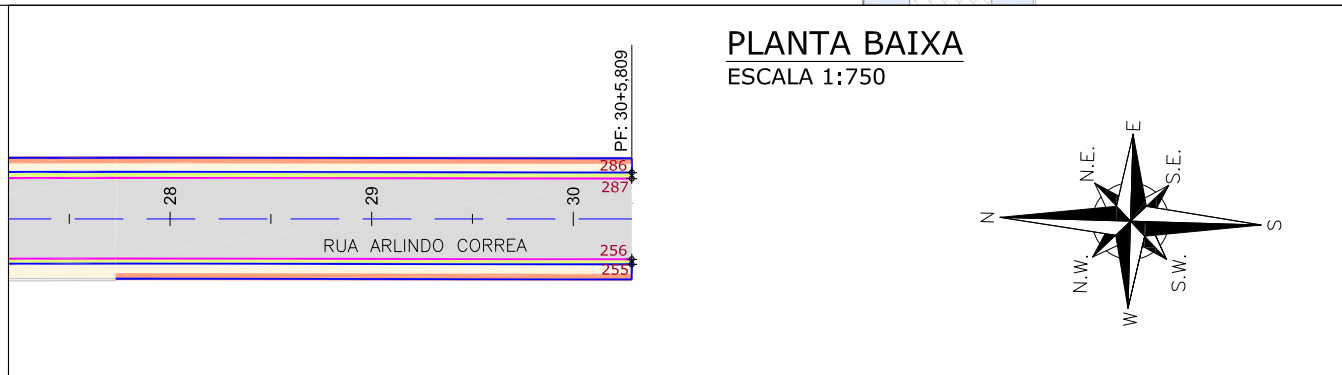 PLANTA BAIXA
ESCALA 1:750
PF: 30+5,809
286
287
28
29
30
RUA ARLINDO CORREA
256
255
E
N.E.
S.E.
N
S
N.W.
S.W.
W